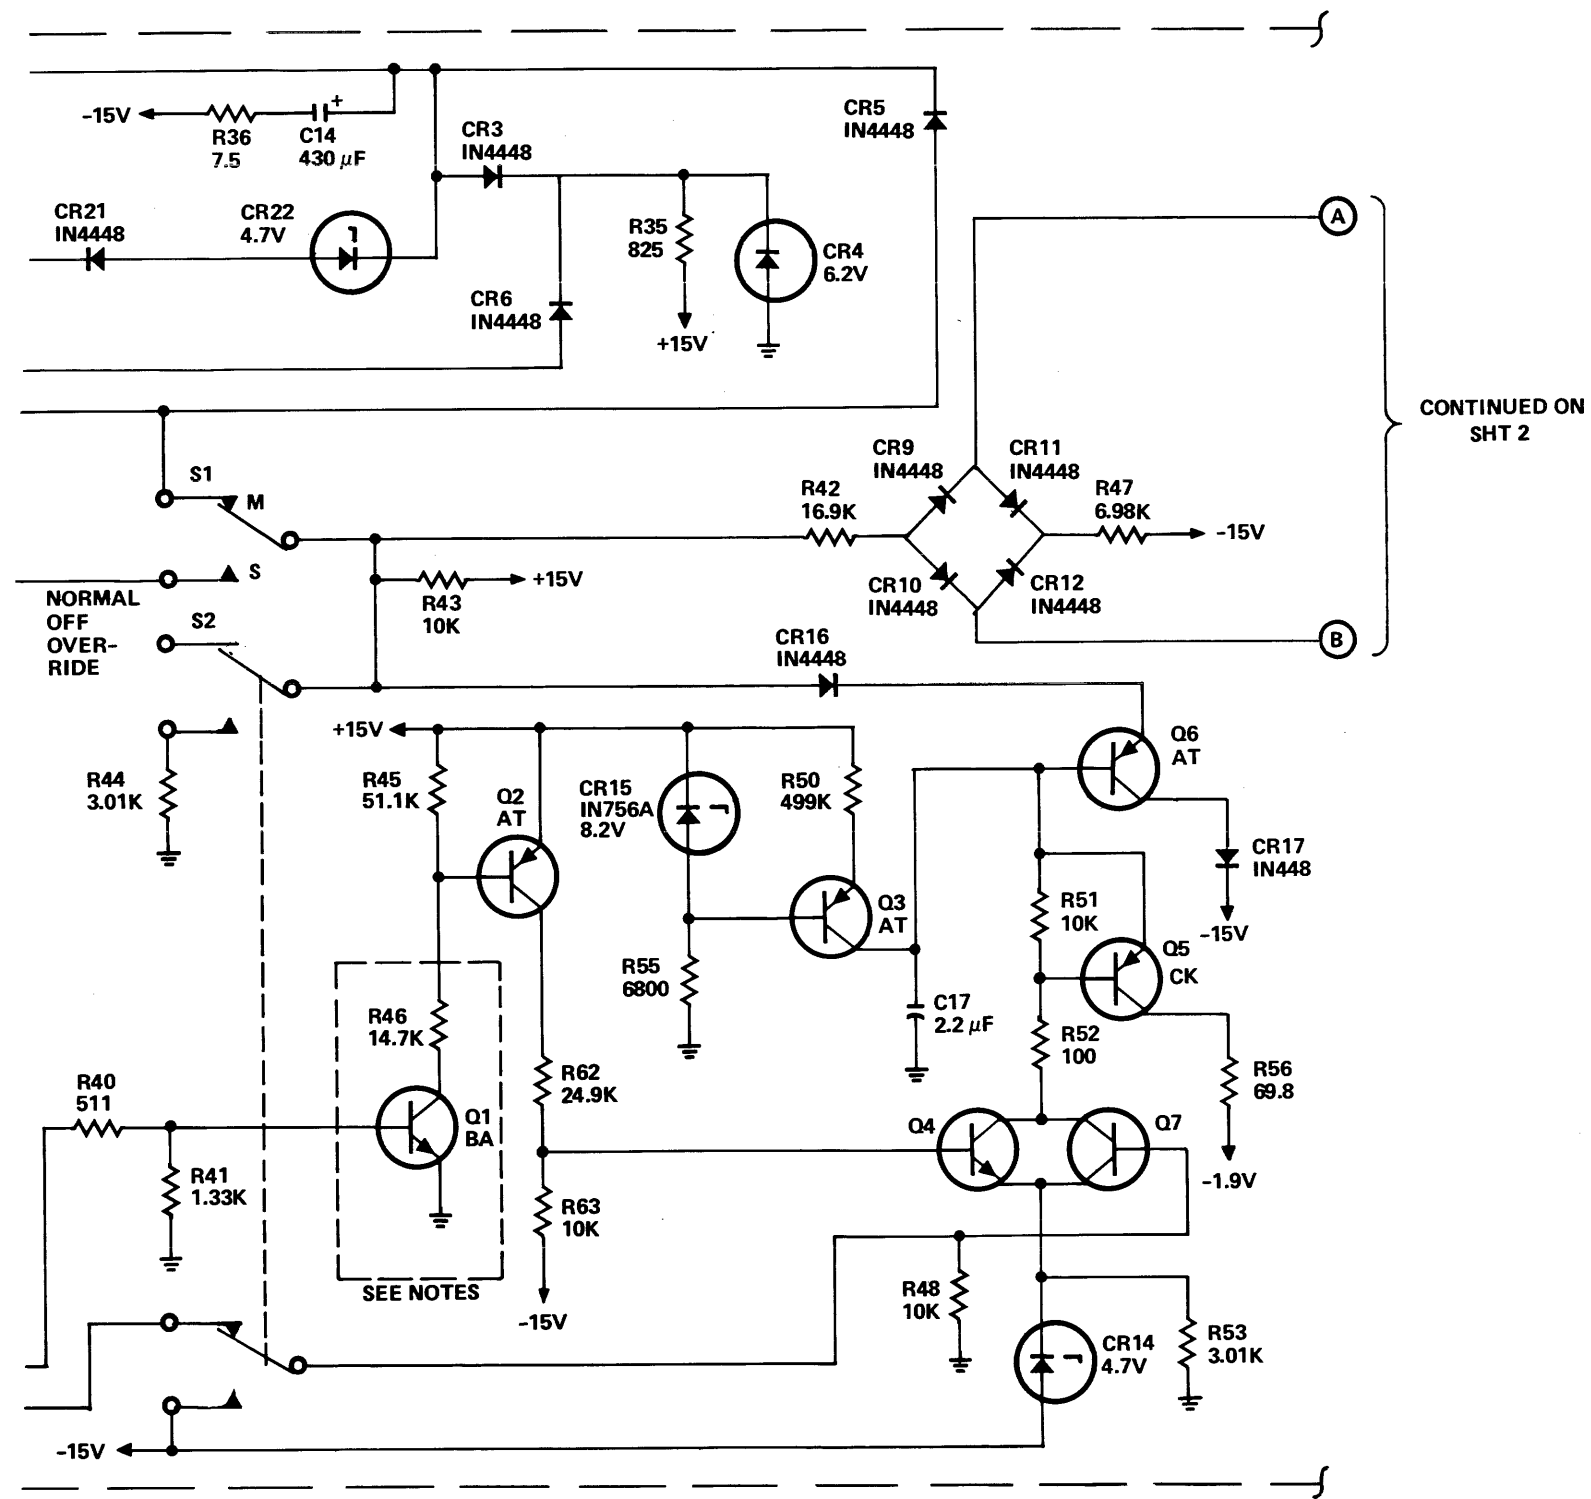 -15V
R36
7.5
C14
430 μF
+
CR3
IN4448
CR5
IN4448
CR21
IN4448
CR22
4.7V
R35
825
CR4
6.2V
CR6
IN4448
+15V
A
CONTINUED ON
SHT 2
S1
M
S
NORMAL
OFF
OVER-
RIDE
S2
R43
10K
+15V
R42
16.9K
CR9
IN4448
CR11
IN4448
R47
6.98K
-15V
CR10
IN4448
CR12
IN4448
B
CR16
IN4448
R44
3.01K
+15V
R45
51.1K
Q2
AT
CR15
IN756A
8.2V
R50
499K
Q6
AT
CR17
IN448
-15V
Q3
AT
R51
10K
Q5
CK
R55
6800
C17
2.2 μF
R52
100
R56
69.8
-1.9V
R46
14.7K
R40
511
Q1
BA
R62
24.9K
Q4
Q7
R41
1.33K
R63
10K
SEE NOTES
-15V
R48
10K
CR14
4.7V
R53
3.01K
-15V